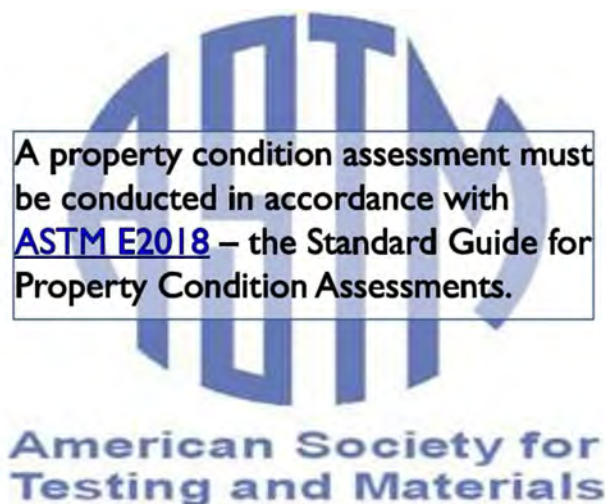 ASTM
A property condition assessment must
be conducted in accordance with
ASTM E2018 – the Standard Guide for
Property Condition Assessments.
American Society for
Testing and Materials